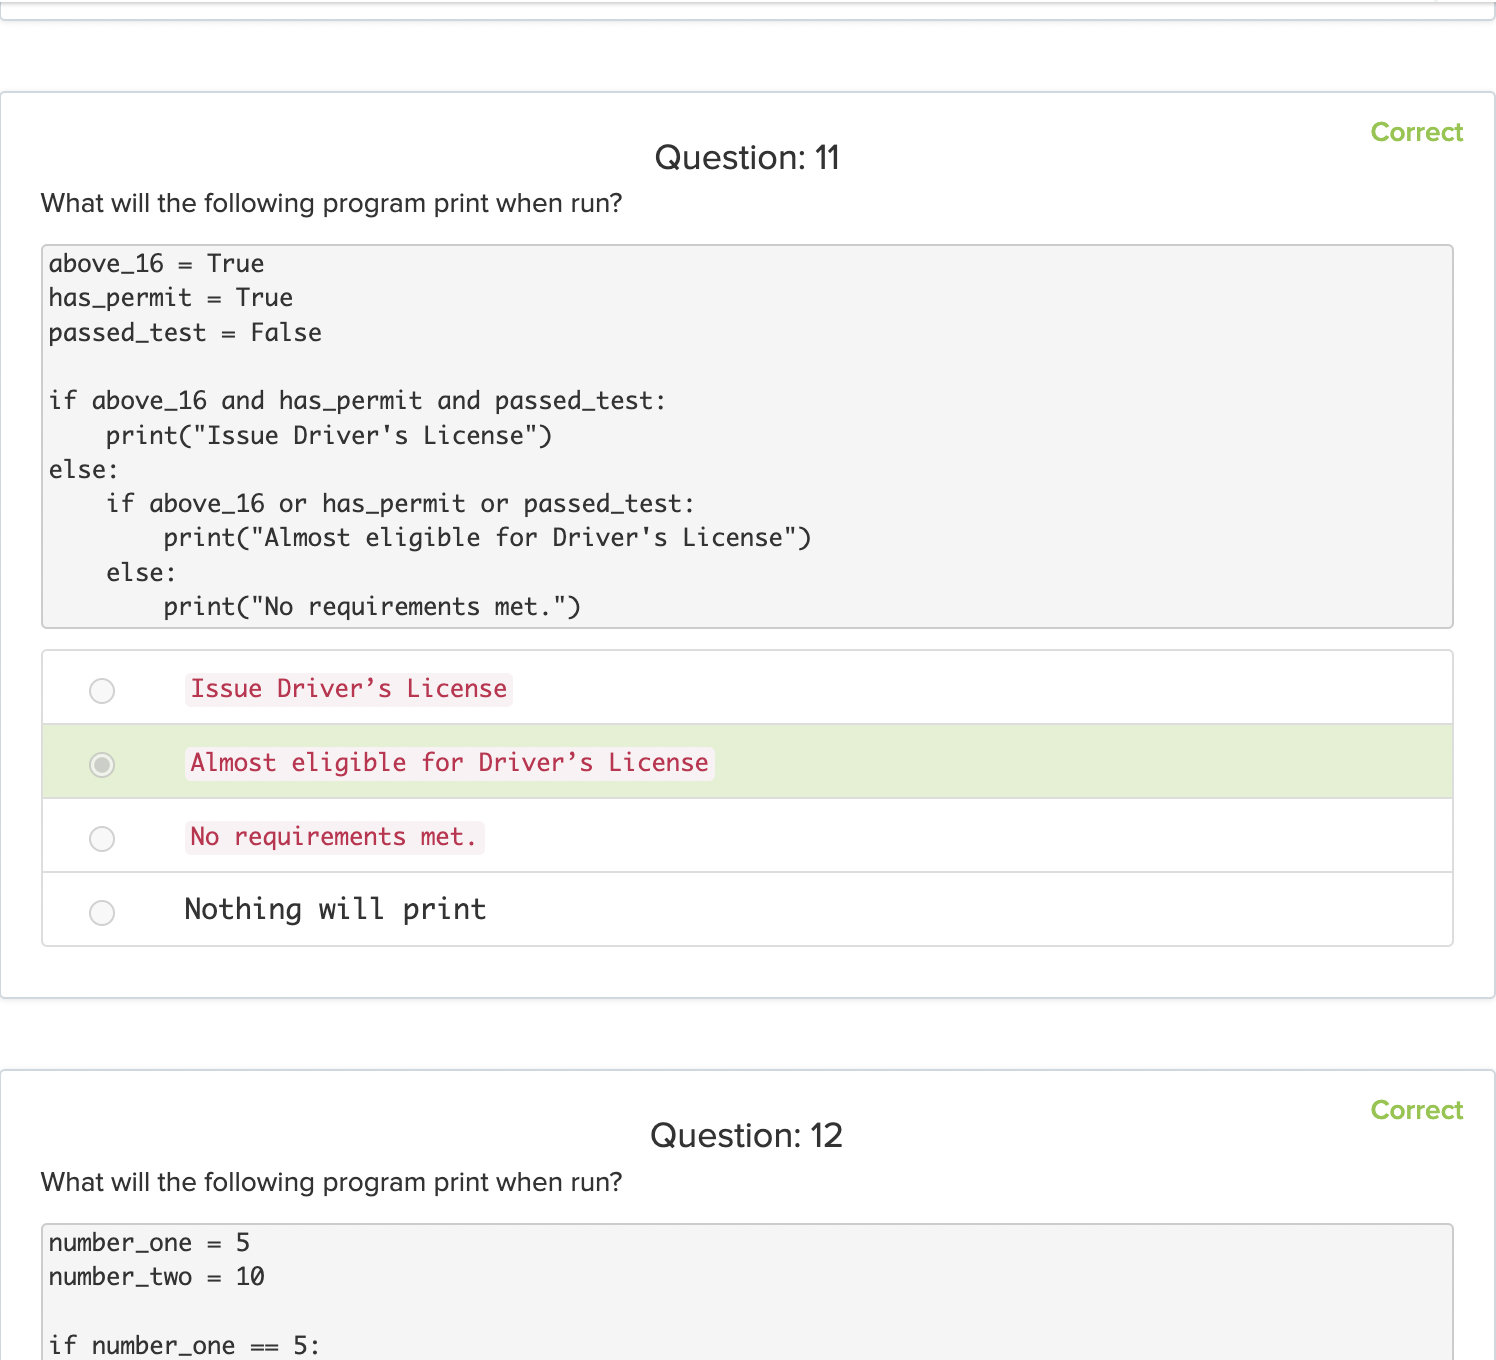 Correct
Question: 11
What will the following program print when run?
above_16 = True
has_permit = True
passed_test = False

if above_16 and has_permit and passed_test:
    print("Issue Driver's License")
else:
    if above_16 or has_permit or passed_test:
        print("Almost eligible for Driver's License")
    else:
        print("No requirements met.")
Issue Driver’s License
Almost eligible for Driver’s License
No requirements met.
Nothing will print
Correct
Question: 12
What will the following program print when run?
number_one = 5
number_two = 10

if number_one == 5: